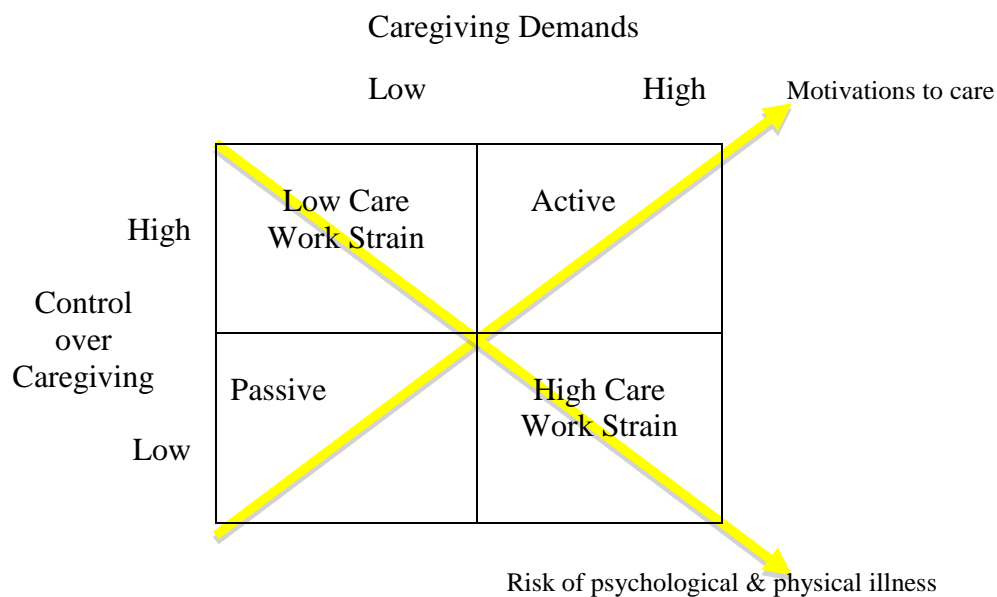 Caregiving Demands
Low High Motivations to care
Low Care
Work Strain
Active
High
Control
over
Caregiving
Passive
High Care
Work Strain
Low
Risk of psychological & physical illness